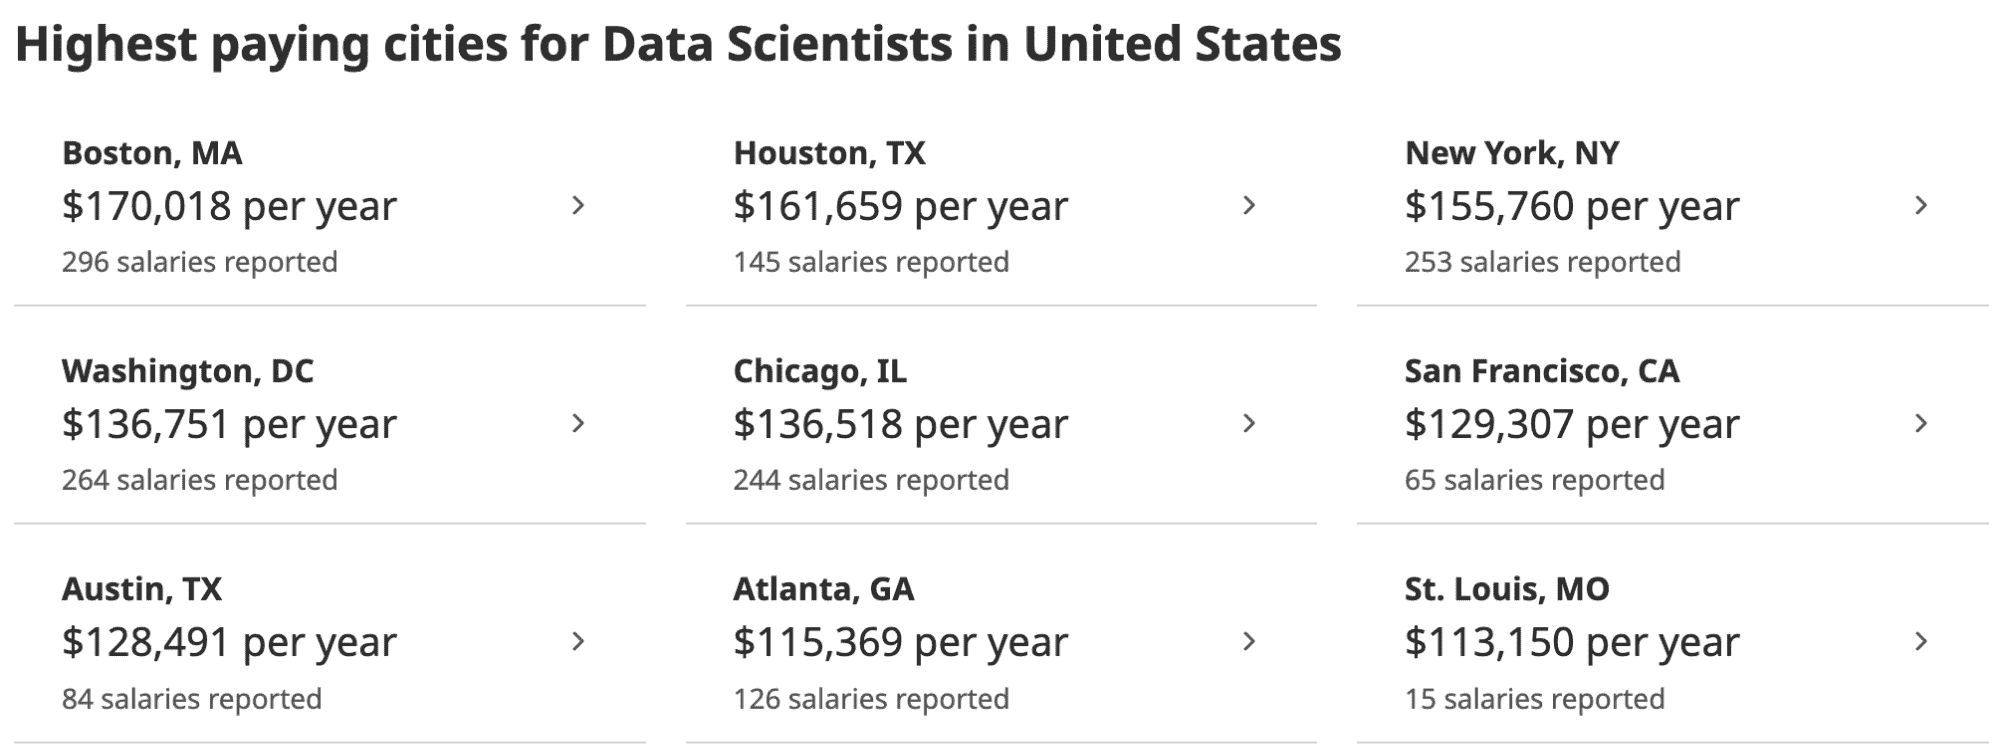 Highest paying cities for Data Scientists in United States
Boston, MA
$170,018 per year
296 salaries reported
Houston, TX
$161,659 per year
145 salaries reported
New York, NY
$155,760 per year
253 salaries reported
Washington, DC
$136,751 per year
264 salaries reported
Chicago, IL
$136,518 per year
244 salaries reported
San Francisco, CA
$129,307 per year
65 salaries reported
Austin, TX
$128,491 per year
84 salaries reported
Atlanta, GA
$115,369 per year
126 salaries reported
St. Louis, MO
$113,150 per year
15 salaries reported